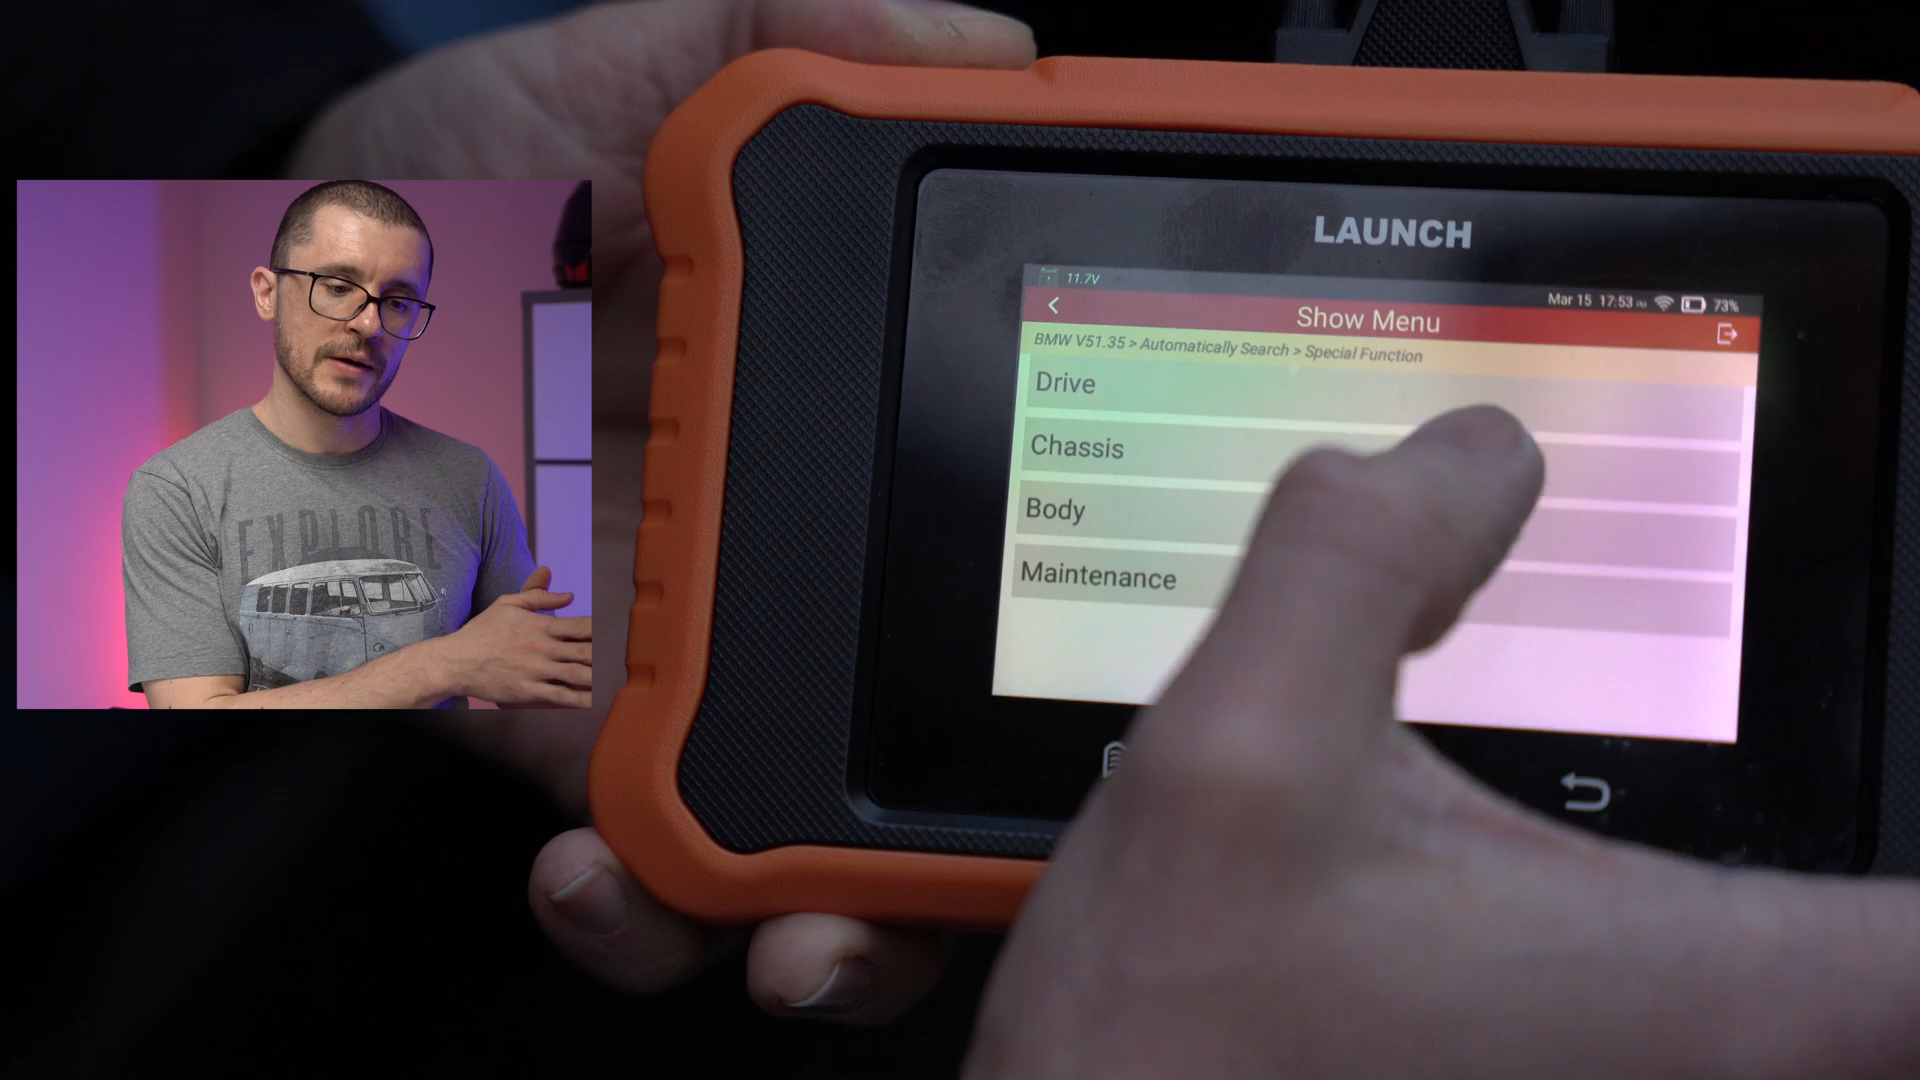 EXPLORE
LAUNCH
11.7V
Mar 15 17:53 73%
Show Menu
BMW V51.35 > Automatically Search > Special Function
Drive
Chassis
Body
Maintenance